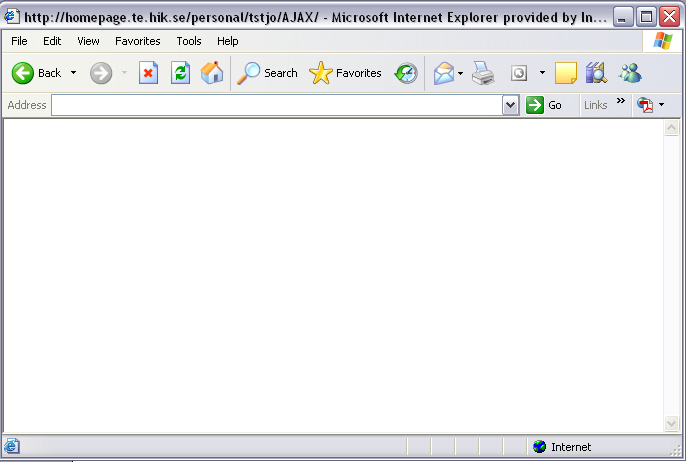 http://homepage.te.hik.se/personal/tstjo/AJAX/ - Microsoft Internet Explorer provided by In...
File Edit View Favorites Tools Help
Back Search Favorites
Address Go Links »
Internet